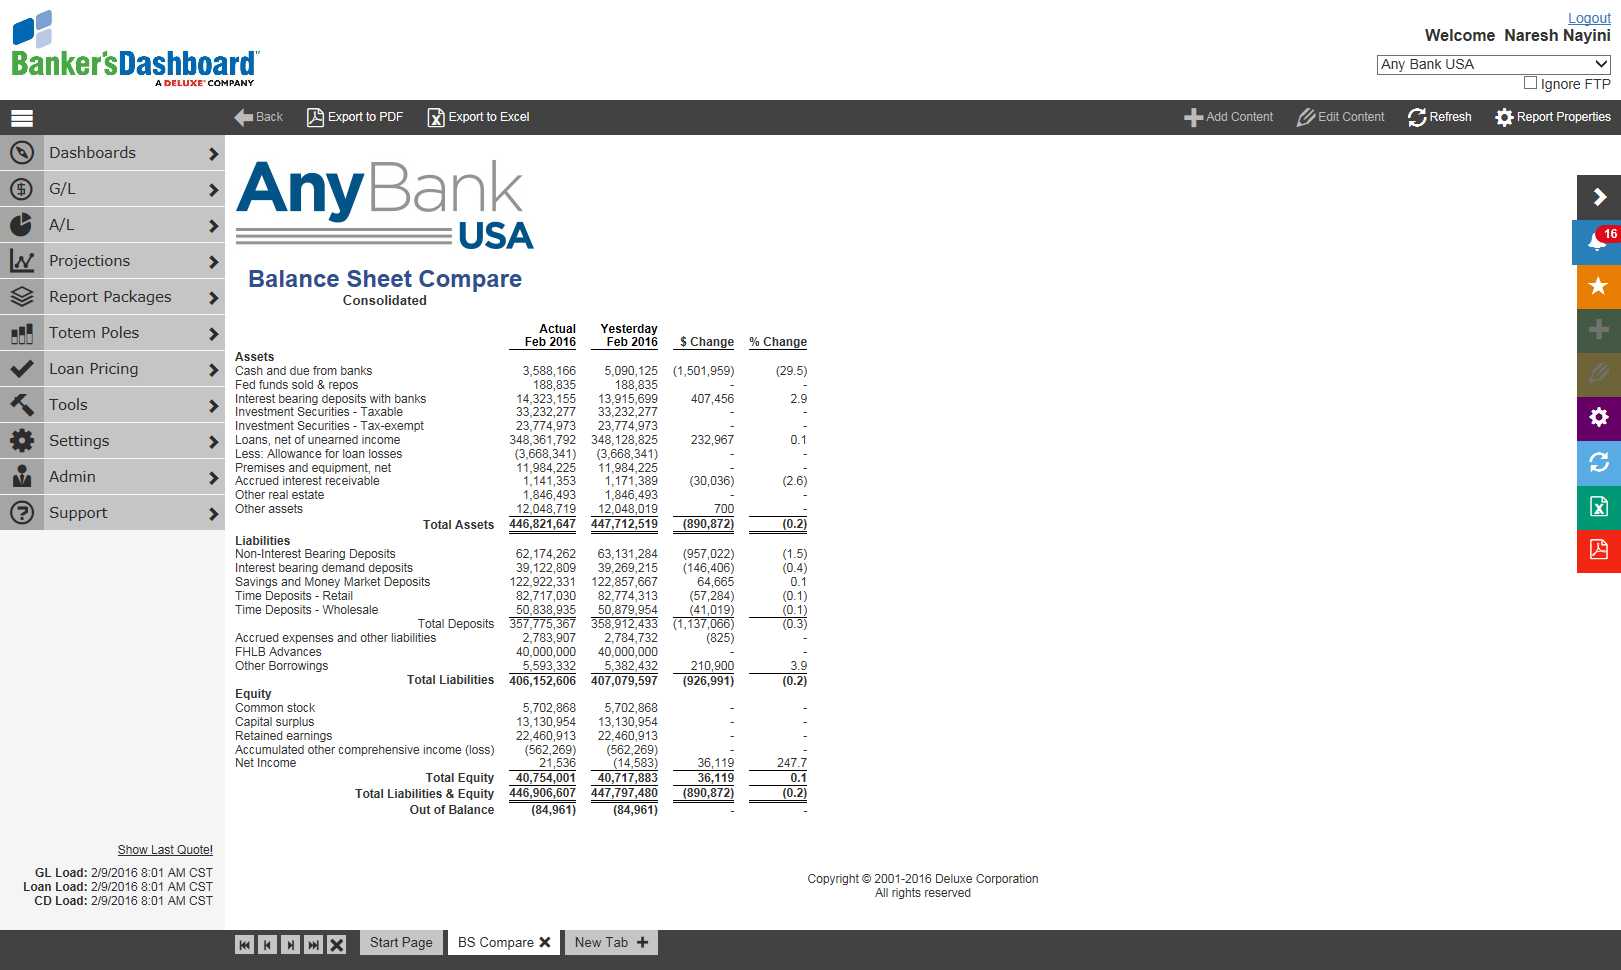 Logout
Welcome Naresh Nayini
Banker'sDashboard
A DELUXE COMPANY
Any Bank USA
Ignore FTP
Back Export to PDF Export to Excel Add Content Edit Content Refresh Report Properties
Dashboards
G/L
A/L
Projections
Report Packages
Totem Poles
Loan Pricing
Tools
Settings
Admin
Support
AnyBank
USA
16
Balance Sheet Compare
Consolidated
Actual Yesterday
Feb 2016 Feb 2016 $ Change % Change
Assets
Cash and due from banks 3,588,166 5,090,125 (1,501,959) (29.5)
Fed funds sold & repos 188,835 188,835 - -
Interest bearing deposits with banks 14,323,155 13,915,699 407,456 2.9
Investment Securities - Taxable 33,232,277 33,232,277 - -
Investment Securities - Tax-exempt 23,774,973 23,774,973 - -
Loans, net of unearned income 348,361,792 348,128,825 232,967 0.1
Less: Allowance for loan losses (3,668,341) (3,668,341) - -
Premises and equipment, net 11,984,225 11,984,225 - -
Accrued interest receivable 1,141,353 1,171,389 (30,036) (2.6)
Other real estate 1,846,493 1,846,493 - -
Other assets 12,048,719 12,048,019 700 -
Total Assets 446,821,647 447,712,519 (890,872) (0.2)
Liabilities
Non-Interest Bearing Deposits 62,174,262 63,131,284 (957,022) (1.5)
Interest bearing demand deposits 39,122,809 39,269,215 (146,406) (0.4)
Savings and Money Market Deposits 122,922,331 122,857,667 64,665 0.1
Time Deposits - Retail 82,717,030 82,774,313 (57,284) (0.1)
Time Deposits - Wholesale 50,838,935 50,879,954 (41,019) (0.1)
Total Deposits 357,775,367 358,912,433 (1,137,066) (0.3)
Accrued expenses and other liabilities 2,783,907 2,784,732 (825) -
FHLB Advances 40,000,000 40,000,000 - -
Other Borrowings 5,593,332 5,382,432 210,900 3.9
Total Liabilities 406,152,606 407,079,597 (926,991) (0.2)
Equity
Common stock 5,702,868 5,702,868 - -
Capital surplus 13,130,954 13,130,954 - -
Retained earnings 22,460,913 22,460,913 - -
Accumulated other comprehensive income (loss) (562,269) (562,269) - -
Net Income 21,536 (14,583) 36,119 247.7
Total Equity 40,754,001 40,717,883 36,119 0.1
Total Liabilities & Equity 446,906,607 447,797,480 (890,872) (0.2)
Out of Balance (84,961) (84,961) - -
Show Last Quote!
GL Load: 2/9/2016 8:01 AM CST
Loan Load: 2/9/2016 8:01 AM CST
CD Load: 2/9/2016 8:01 AM CST
Copyright © 2001-2016 Deluxe Corporation
All rights reserved
Start Page BS Compare New Tab